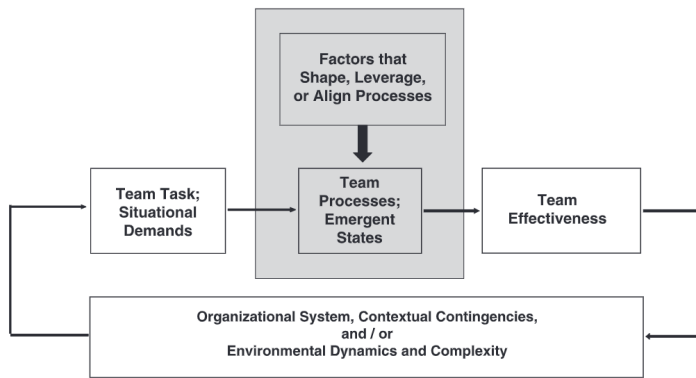 Factors that
Shape, Leverage,
or Align Processes
Team Task;
Situational
Demands
Team
Processes;
Emergent
States
Team
Effectiveness
Organizational System, Contextual Contingencies,
and / or
Environmental Dynamics and Complexity